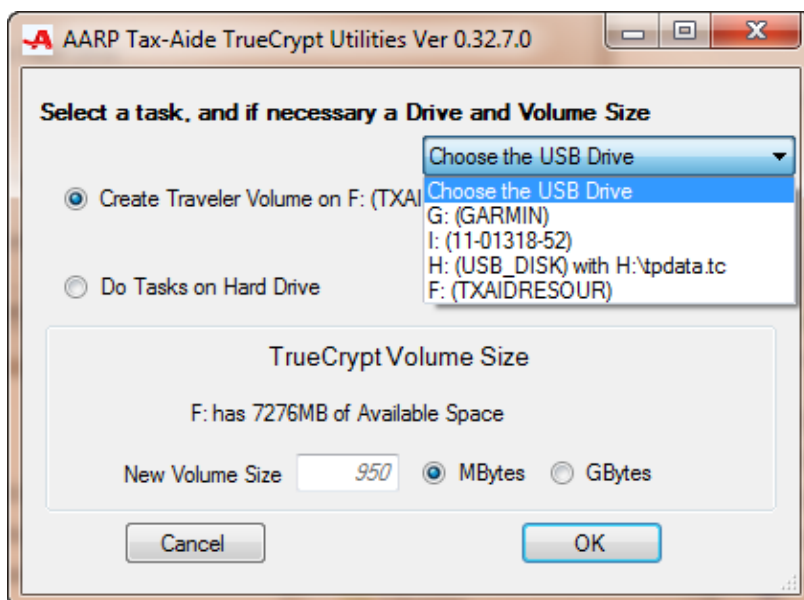 AARP Tax-Aide TrueCrypt Utilities Ver 0.32.7.0
Select a task, and if necessary a Drive and Volume Size
Choose the USB Drive
Create Traveler Volume on F: (TXAI
Choose the USB Drive
G: (GARMIN)
I: (11-01318-52)
H: (USB_DISK) with H:\tpdata.tc
F: (TXAIDRESOUR)
Do Tasks on Hard Drive
TrueCrypt Volume Size
F: has 7276MB of Available Space
New Volume Size 950 MBytes GBytes
Cancel OK